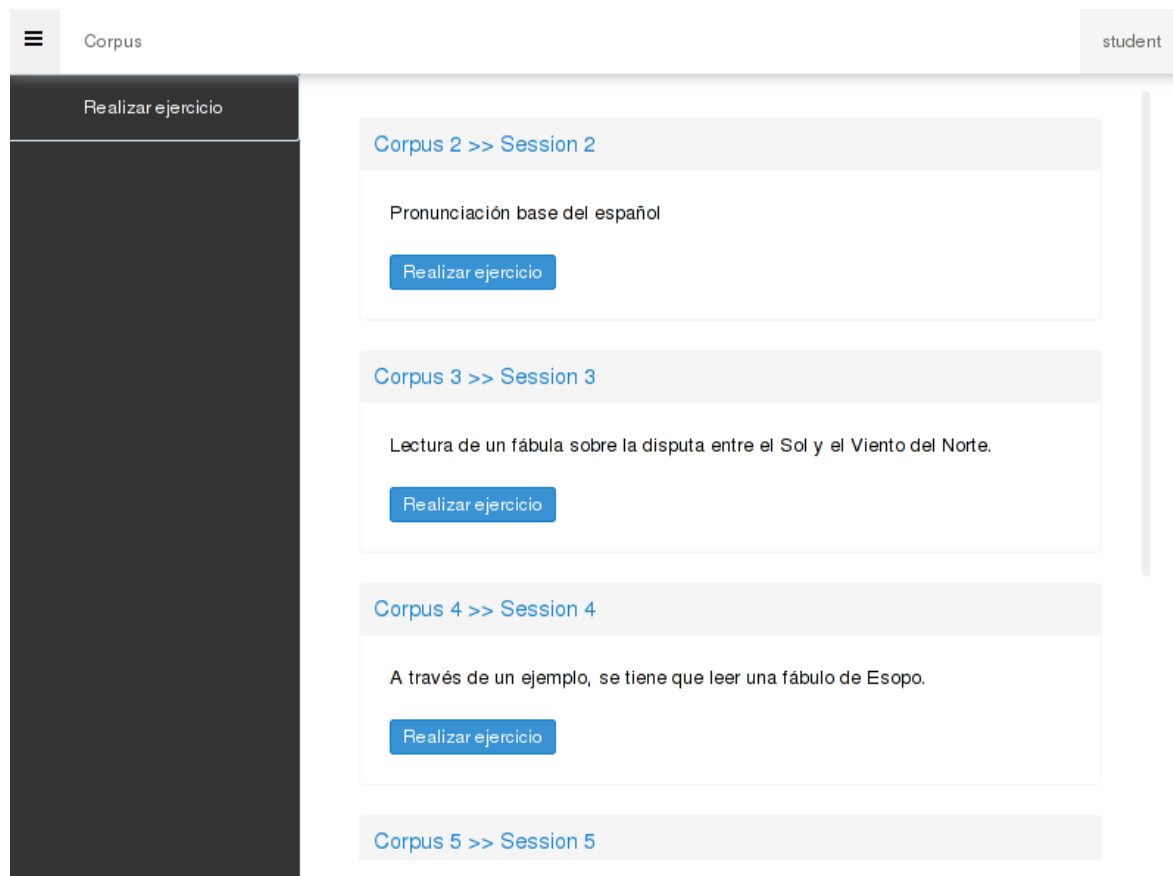 Corpus
student
Realizar ejercicio
Corpus 2 >> Session 2
Pronunciación base del español
Realizar ejercicio
Corpus 3 >> Session 3
Lectura de un fábula sobre la disputa entre el Sol y el Viento del Norte.
Realizar ejercicio
Corpus 4 >> Session 4
A través de un ejemplo, se tiene que leer una fábulo de Esopo.
Realizar ejercicio
Corpus 5 >> Session 5